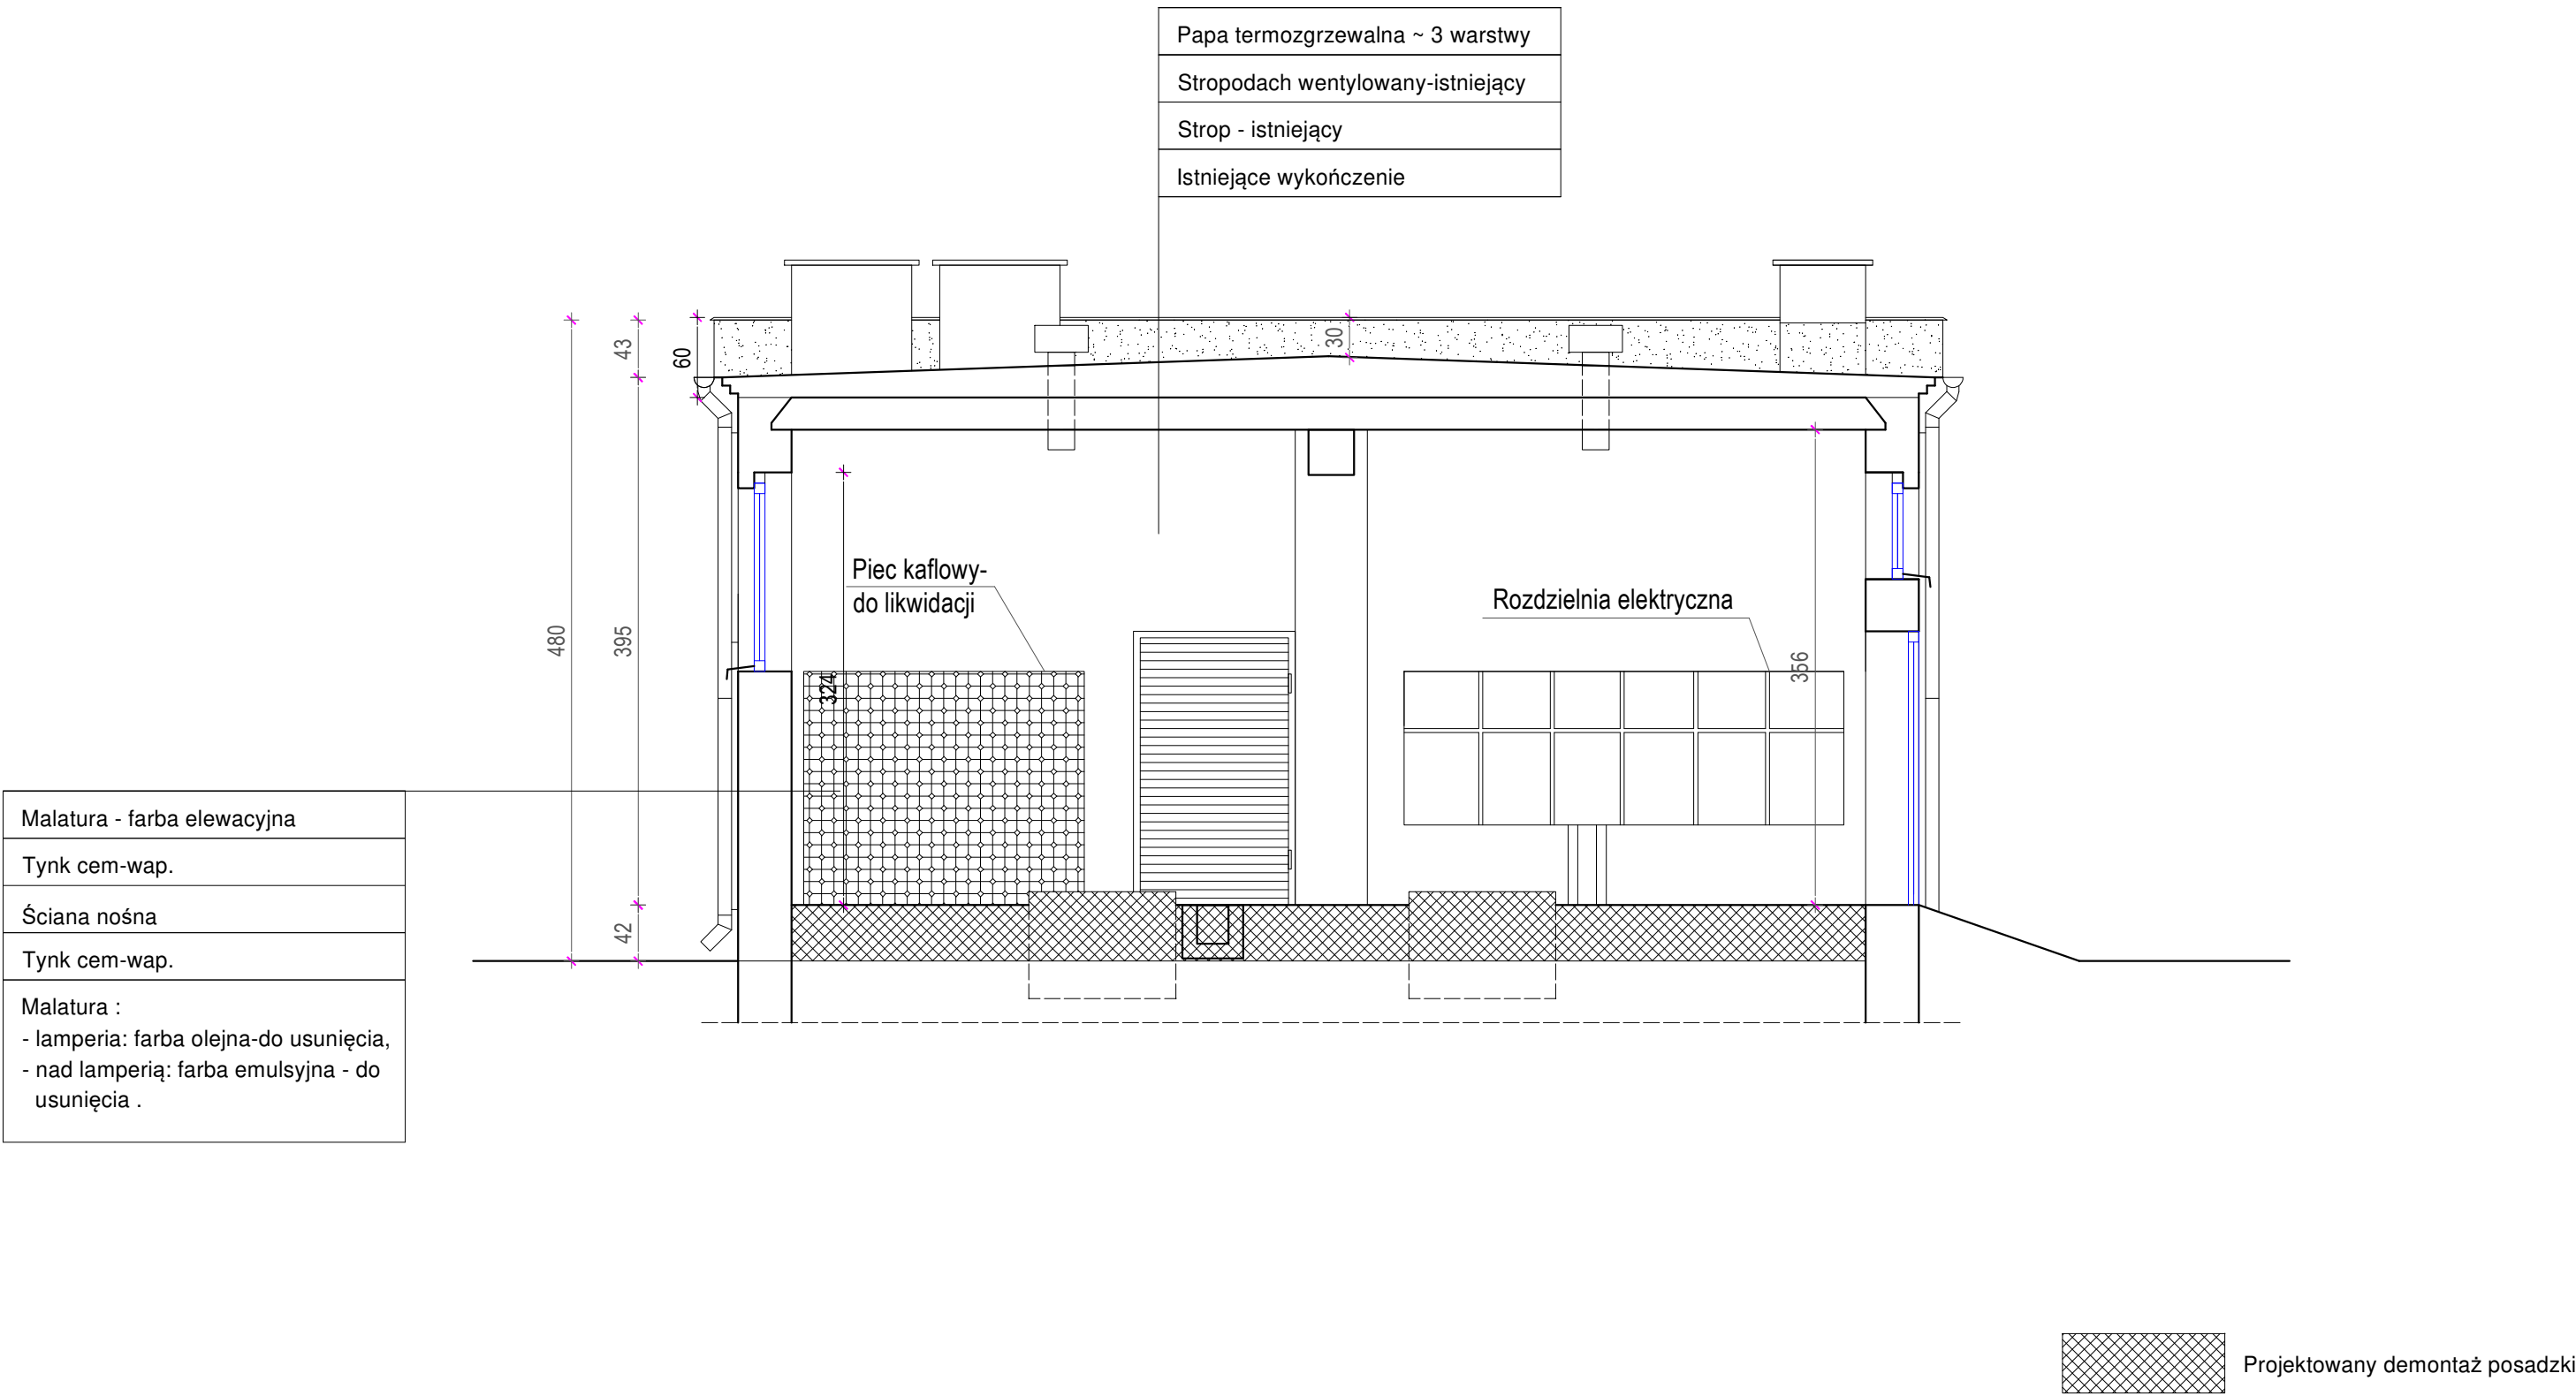 Papa termozgrzewalna ~ 3 warstwy
Stropodach wentylowany-istniejący
Strop - istniejący
Istniejące wykończenie
43
60
30
Piec kaflowy-
do likwidacji
Rozdzielnia elektryczna
480
395
324
356
42
Malatura - farba elewacyjna
Tynk cem-wap.
Ściana nośna
Tynk cem-wap.
Malatura :
- lamperia: farba olejna-do usunięcia,
- nad lamperią: farba emulsyjna - do
usunięcia .
Projektowany demontaż posadzki